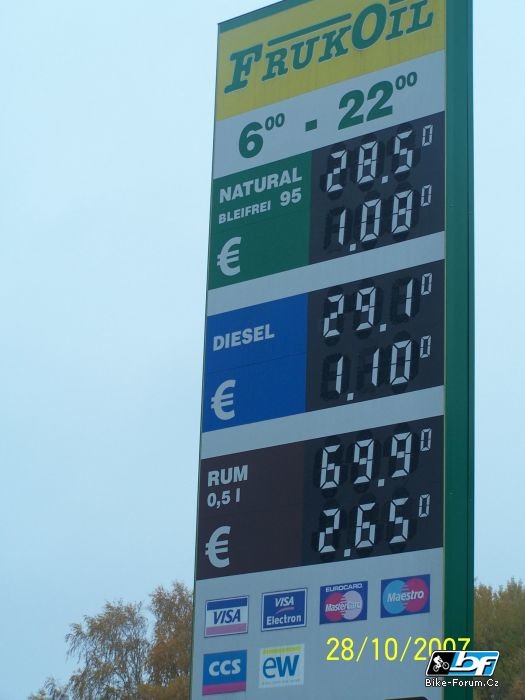 FRUKOIL
6⁰⁰ - 22⁰⁰
NATURAL 28.5⁰
BLEIFREI 95
€ 1.08⁰
DIESEL 29.1⁰
€ 1.10⁰
RUM 69.9⁰
0,5 l
€ 2.65⁰
VISA
VISA
Electron
EUROCARD
MasterCard
Maestro
CCS
ew
28/10/2007
bf
Bike-Forum.Cz